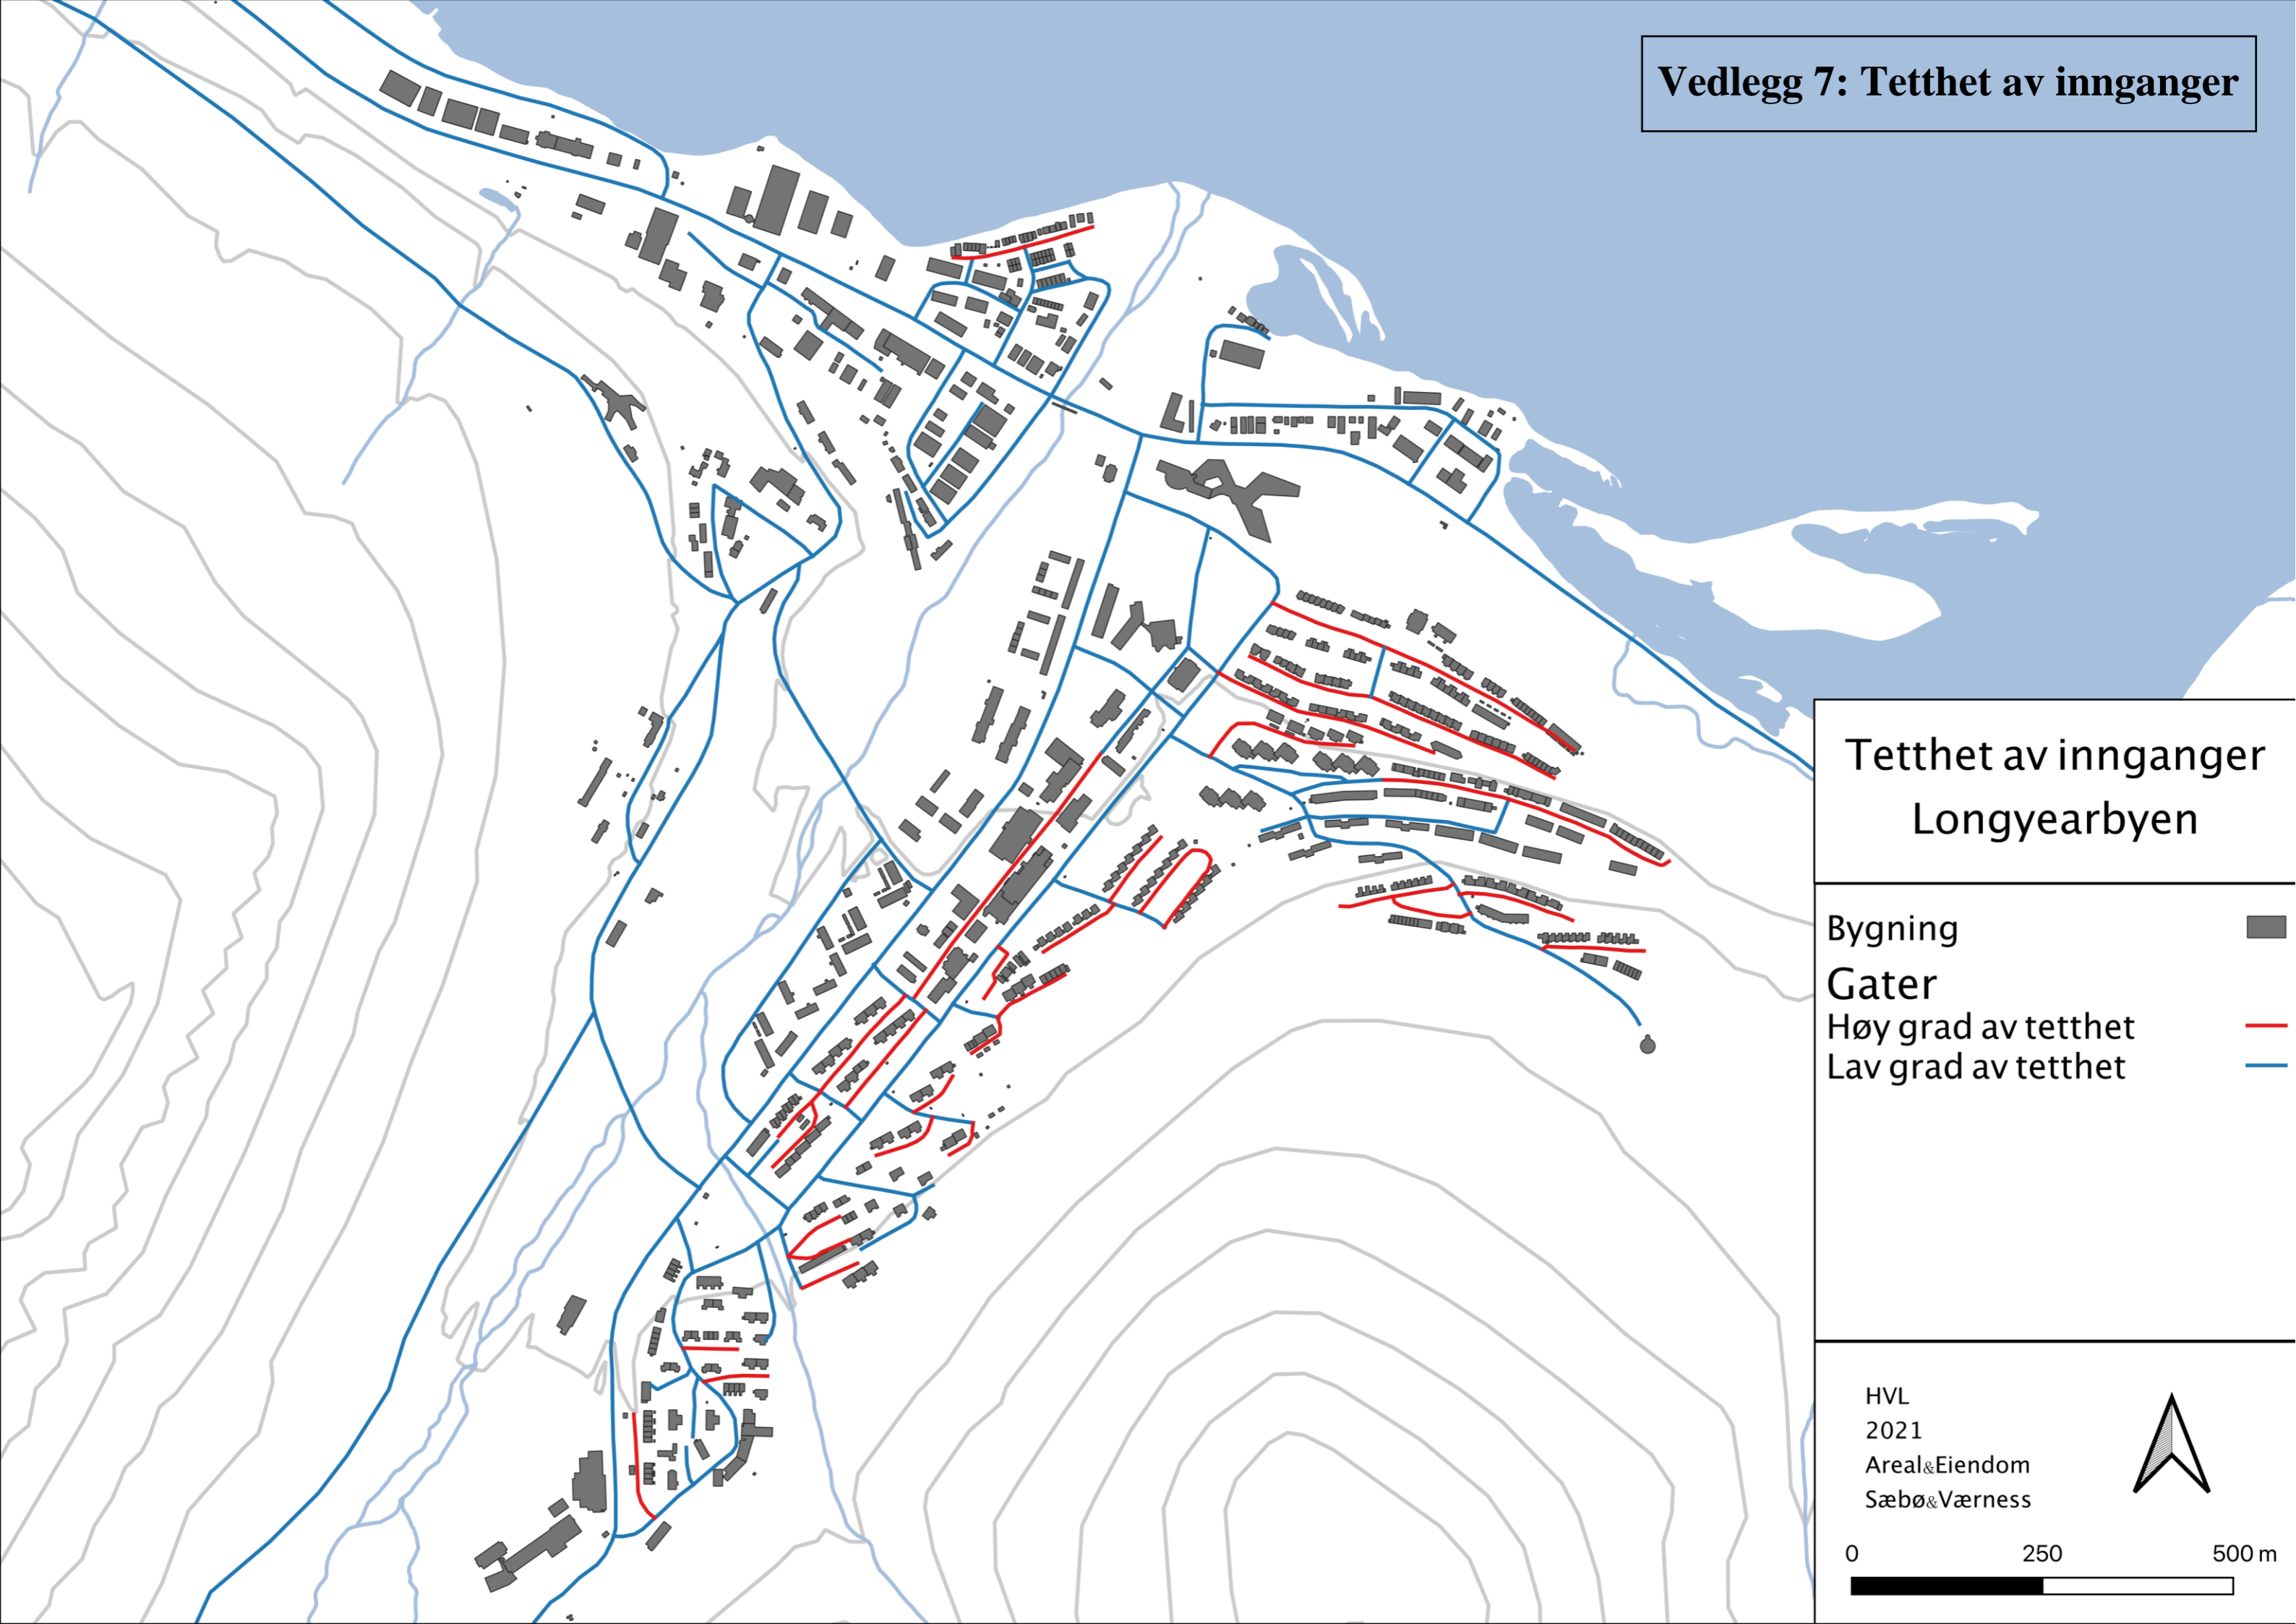 Vedlegg 7: Tetthet av innganger
Tetthet av innganger
Longyearbyen
Bygning
Gater
Høy grad av tetthet
Lav grad av tetthet
HVL
2021
Areal&Eiendom
Sæbø&Værness
0 250 500 m